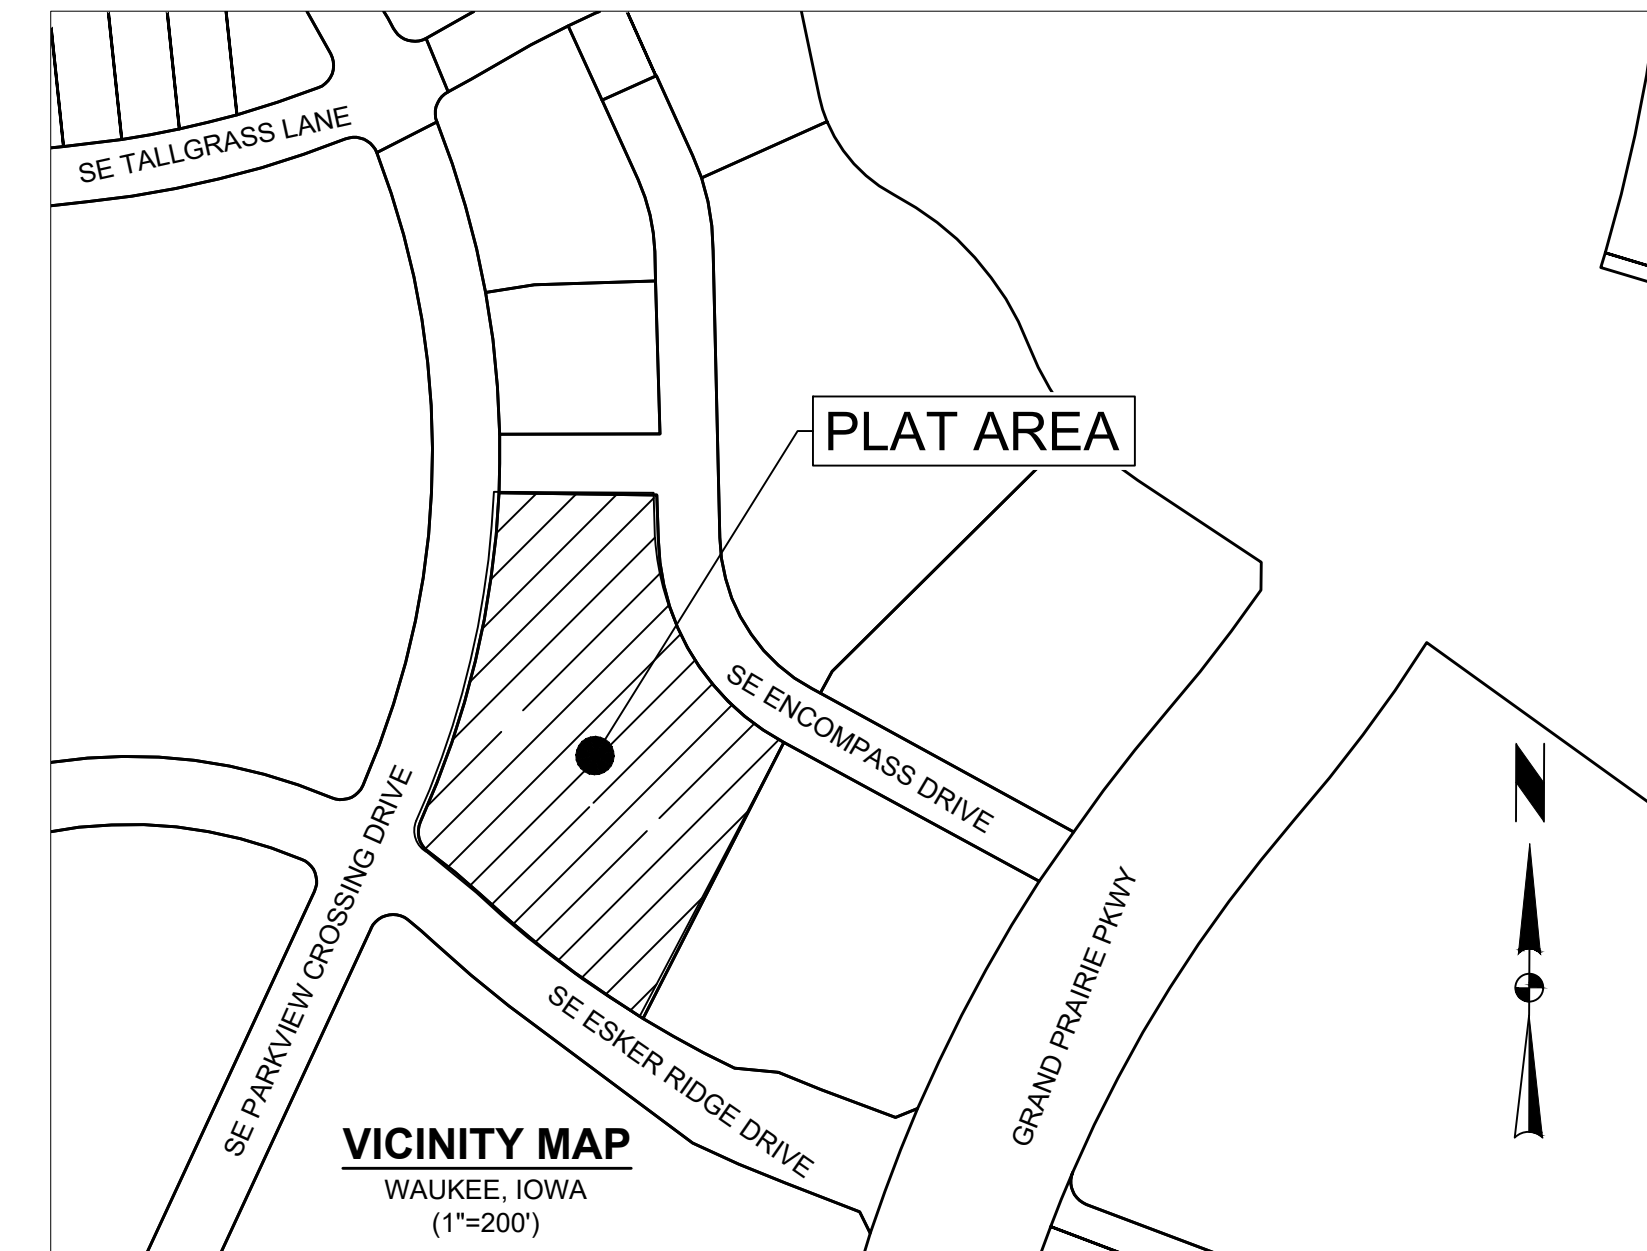 SE TALLGRASS LANE
PLAT AREA
SE ENCOMPASS DRIVE
SE PARKVIEW CROSSING DRIVE
GRAND PRAIRIE PKWY
SE ESKER RIDGE DRIVE
N
VICINITY MAP
WAUKEE, IOWA
(1"=200')